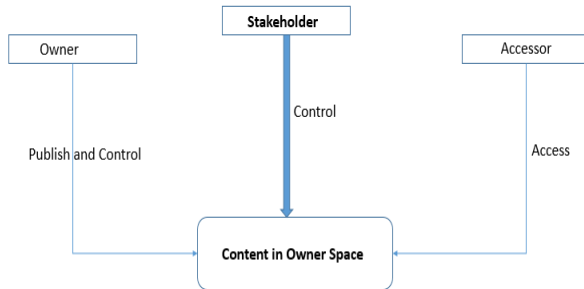 Stakeholder
Owner
Accessor
Control
Publish and Control
Access
Content in Owner Space